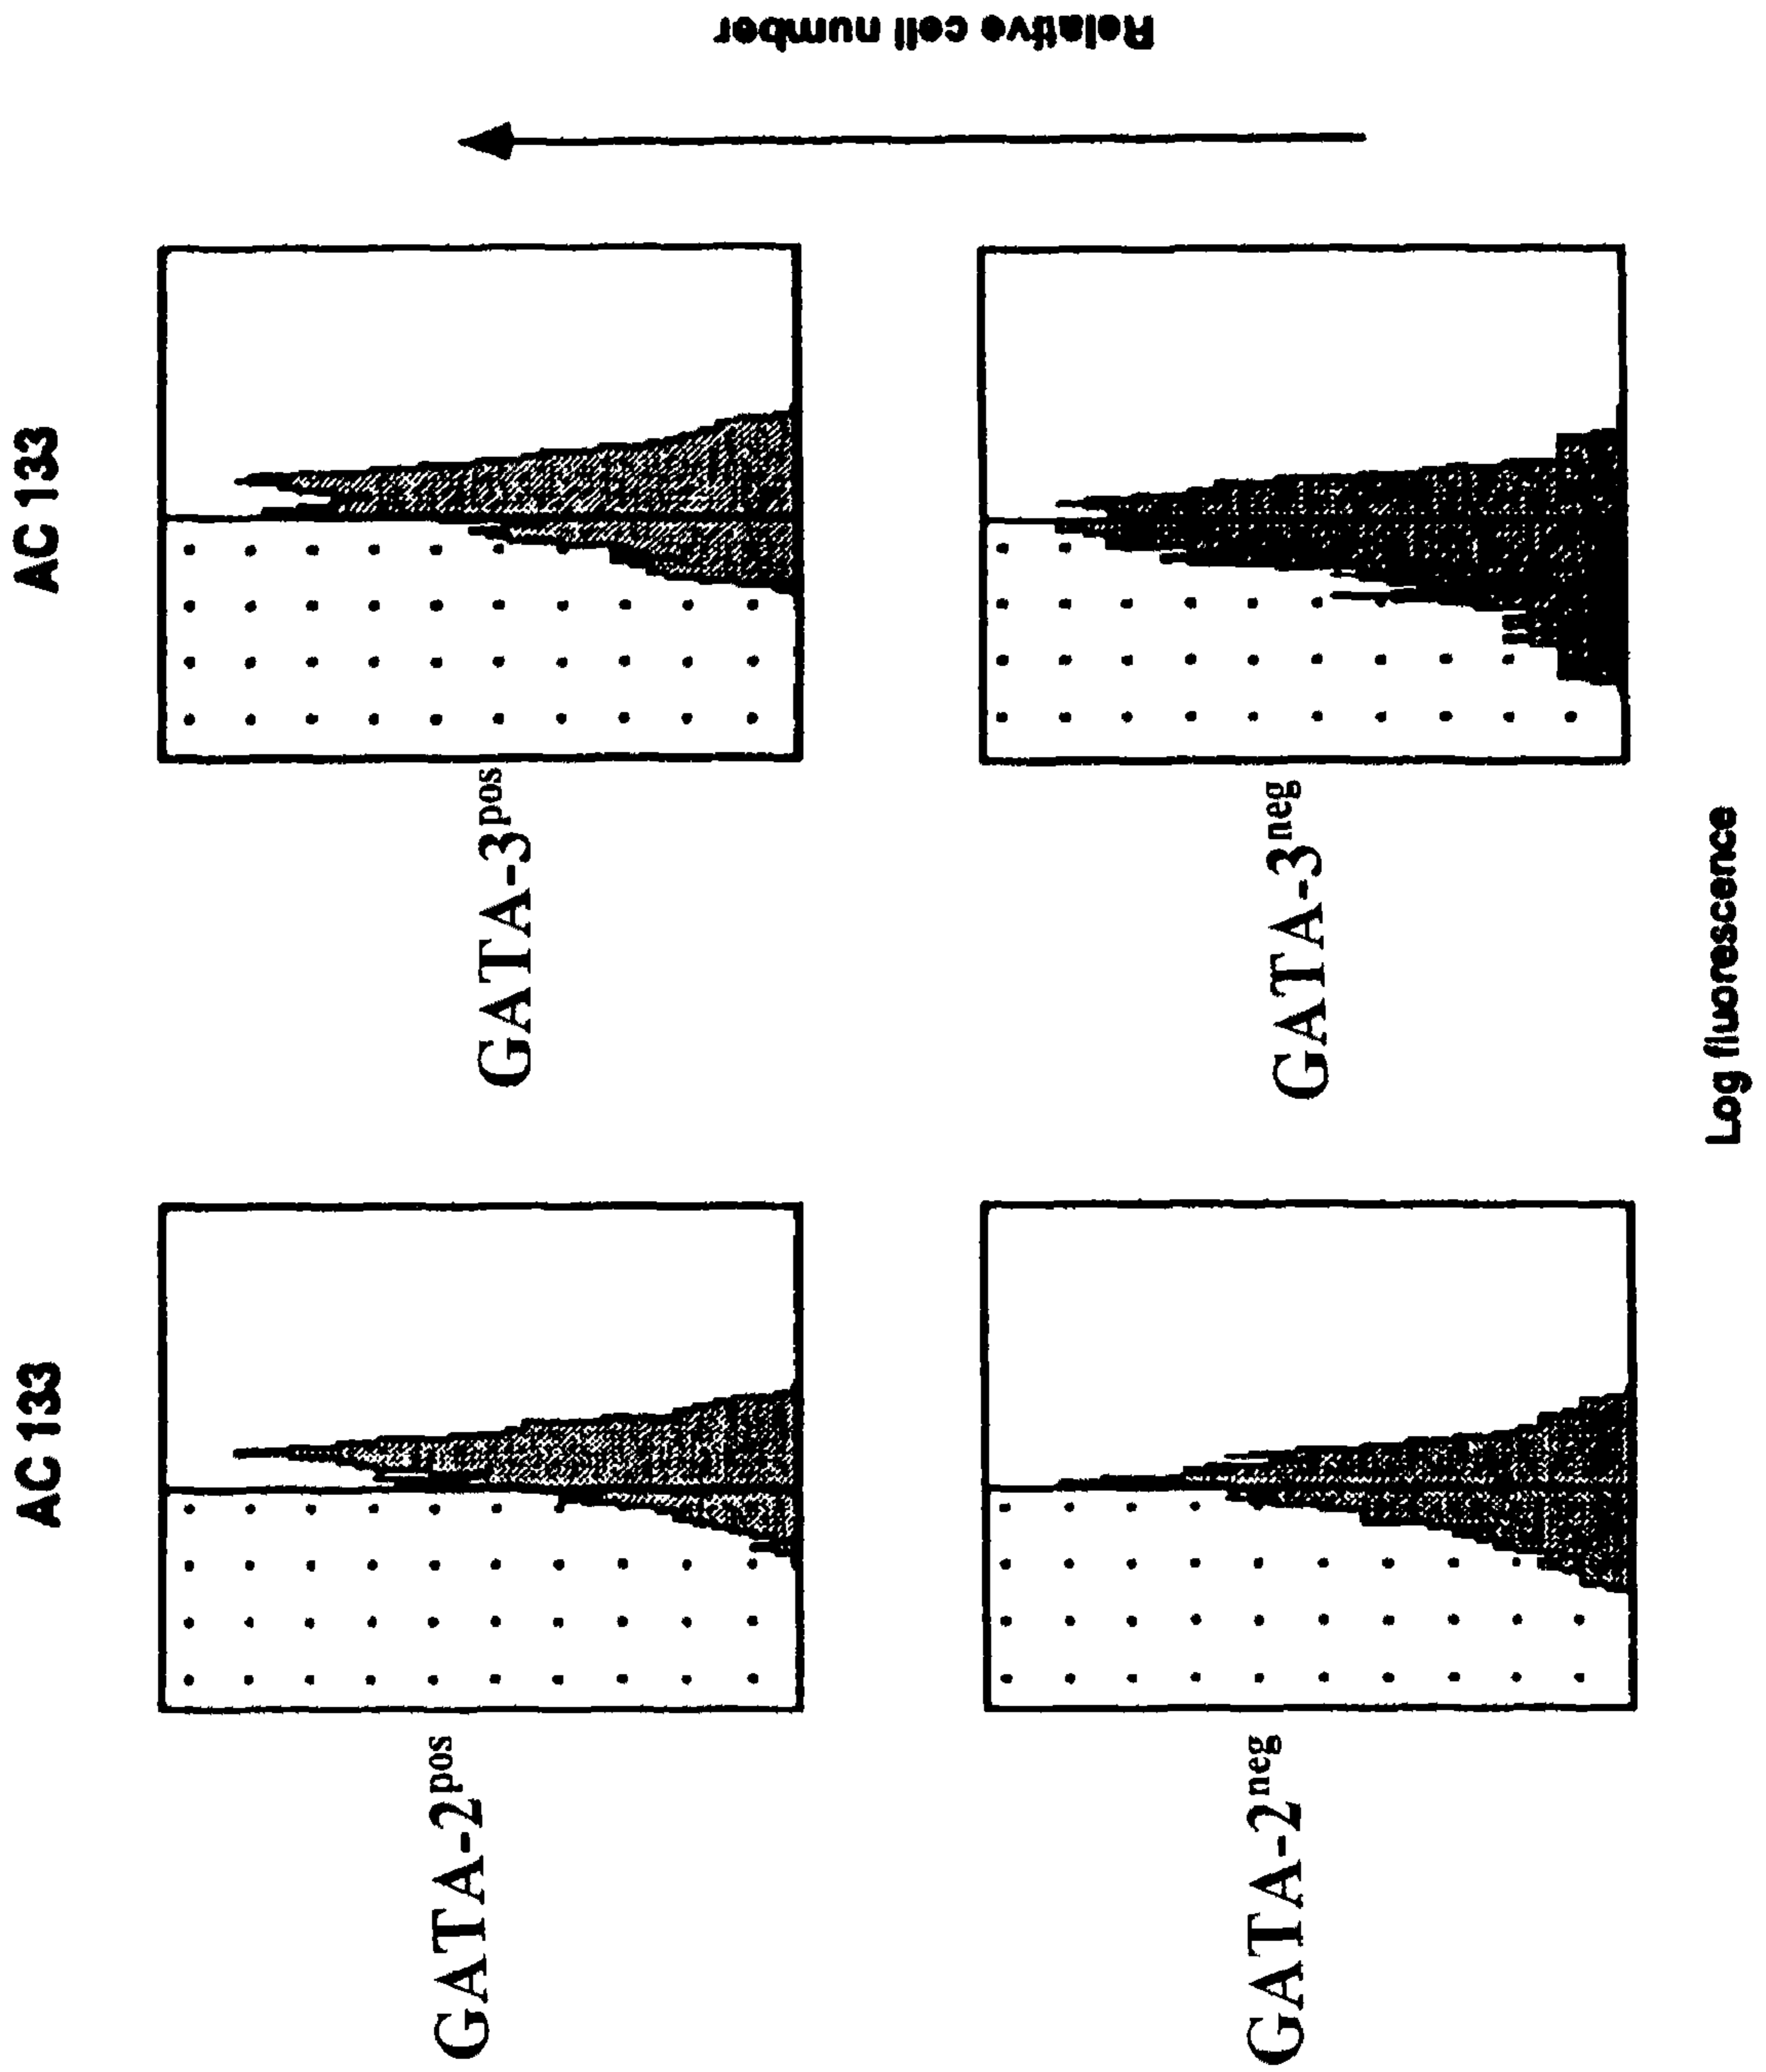 AC 133
AC 133
GATA-2pos
GATA-3pos
GATA-2neg
GATA-3neg
Log fluorescence
Relative cell number